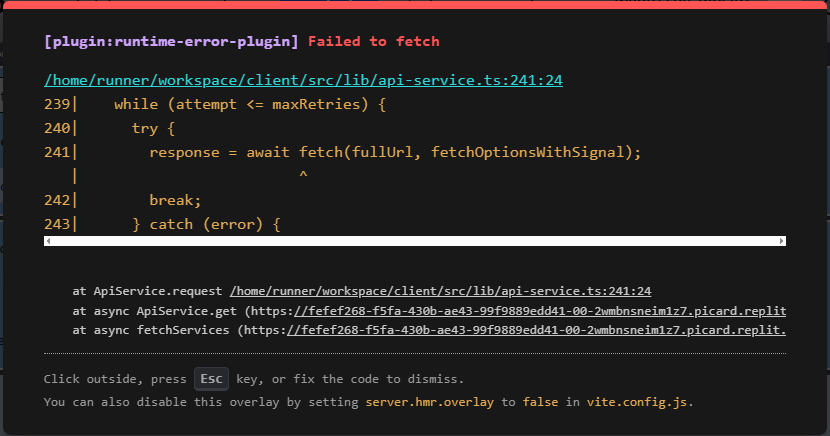 [plugin:runtime-error-plugin] Failed to fetch
/home/runner/workspace/client/src/lib/api-service.ts:241:24
239|    while (attempt <= maxRetries) {
240|      try {
241|        response = await fetch(fullUrl, fetchOptionsWithSignal);
   |                         ^
242|        break;
243|      } catch (error) {
at ApiService.request /home/runner/workspace/client/src/lib/api-service.ts:241:24
at async ApiService.get (https://fefef268-f5fa-430b-ae43-99f9889edd41-00-2wmbnsneim1z7.picard.replit
at async fetchServices (https://fefef268-f5fa-430b-ae43-99f9889edd41-00-2wmbnsneim1z7.picard.replit.
Click outside, press Esc key, or fix the code to dismiss.
You can also disable this overlay by setting server.hmr.overlay to false in vite.config.js.